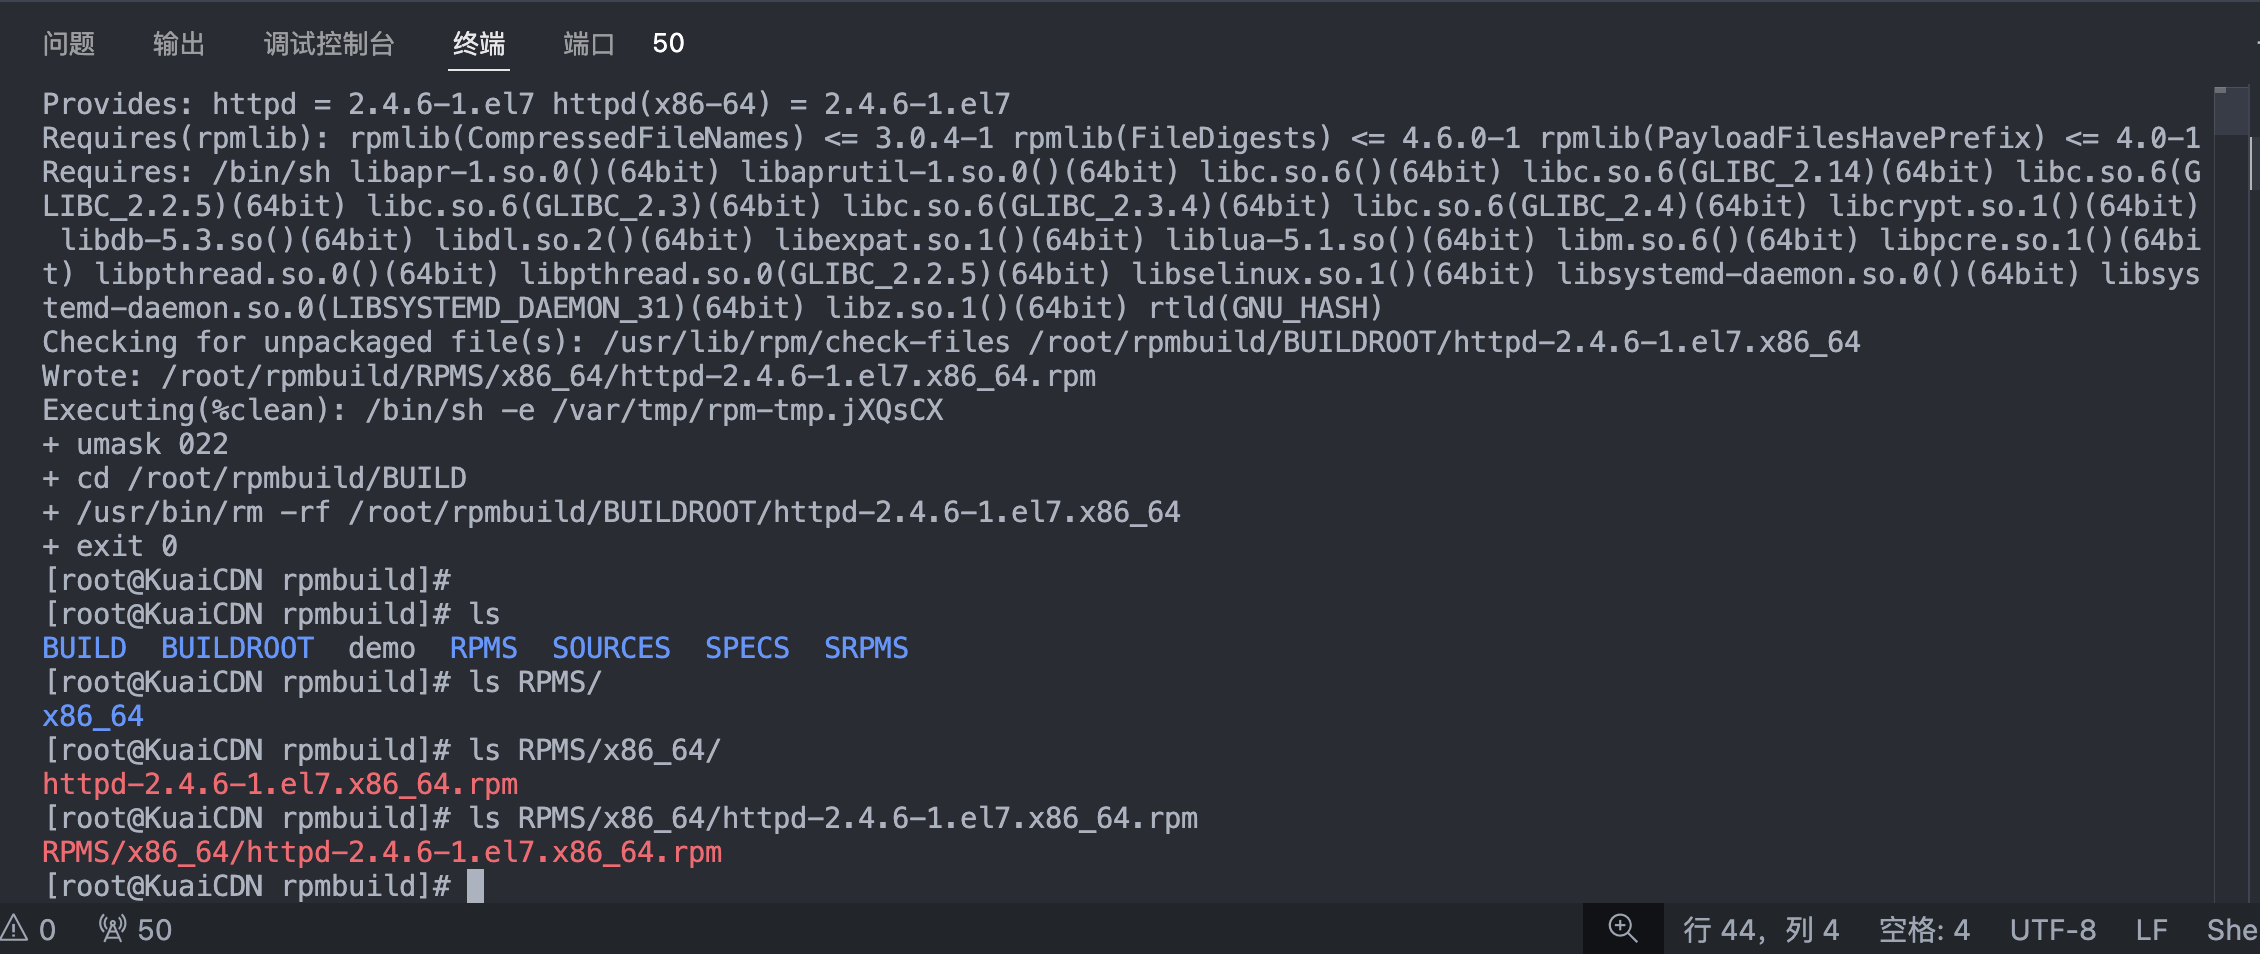 问题 输出 调试控制台 终端 端口 50
Provides: httpd = 2.4.6-1.el7 httpd(x86-64) = 2.4.6-1.el7
Requires(rpmlib): rpmlib(CompressedFileNames) <= 3.0.4-1 rpmlib(FileDigests) <= 4.6.0-1 rpmlib(PayloadFilesHavePrefix) <= 4.0-1
Requires: /bin/sh libapr-1.so.0()(64bit) libaprutil-1.so.0()(64bit) libc.so.6()(64bit) libc.so.6(GLIBC_2.14)(64bit) libc.so.6(G
LIBC_2.2.5)(64bit) libc.so.6(GLIBC_2.3)(64bit) libc.so.6(GLIBC_2.3.4)(64bit) libc.so.6(GLIBC_2.4)(64bit) libcrypt.so.1()(64bit)
 libdb-5.3.so()(64bit) libdl.so.2()(64bit) libexpat.so.1()(64bit) liblua-5.1.so()(64bit) libm.so.6()(64bit) libpcre.so.1()(64bi
t) libpthread.so.0()(64bit) libpthread.so.0(GLIBC_2.2.5)(64bit) libselinux.so.1()(64bit) libsystemd-daemon.so.0()(64bit) libsys
temd-daemon.so.0(LIBSYSTEMD_DAEMON_31)(64bit) libz.so.1()(64bit) rtld(GNU_HASH)
Checking for unpackaged file(s): /usr/lib/rpm/check-files /root/rpmbuild/BUILDROOT/httpd-2.4.6-1.el7.x86_64
Wrote: /root/rpmbuild/RPMS/x86_64/httpd-2.4.6-1.el7.x86_64.rpm
Executing(%clean): /bin/sh -e /var/tmp/rpm-tmp.jXQsCX
+ umask 022
+ cd /root/rpmbuild/BUILD
+ /usr/bin/rm -rf /root/rpmbuild/BUILDROOT/httpd-2.4.6-1.el7.x86_64
+ exit 0
[root@KuaiCDN rpmbuild]#
[root@KuaiCDN rpmbuild]# ls
BUILD BUILDROOT demo RPMS SOURCES SPECS SRPMS
[root@KuaiCDN rpmbuild]# ls RPMS/
x86_64
[root@KuaiCDN rpmbuild]# ls RPMS/x86_64/
httpd-2.4.6-1.el7.x86_64.rpm
[root@KuaiCDN rpmbuild]# ls RPMS/x86_64/httpd-2.4.6-1.el7.x86_64.rpm
RPMS/x86_64/httpd-2.4.6-1.el7.x86_64.rpm
[root@KuaiCDN rpmbuild]#
0 50 行 44，列 4 空格: 4 UTF-8 LF She